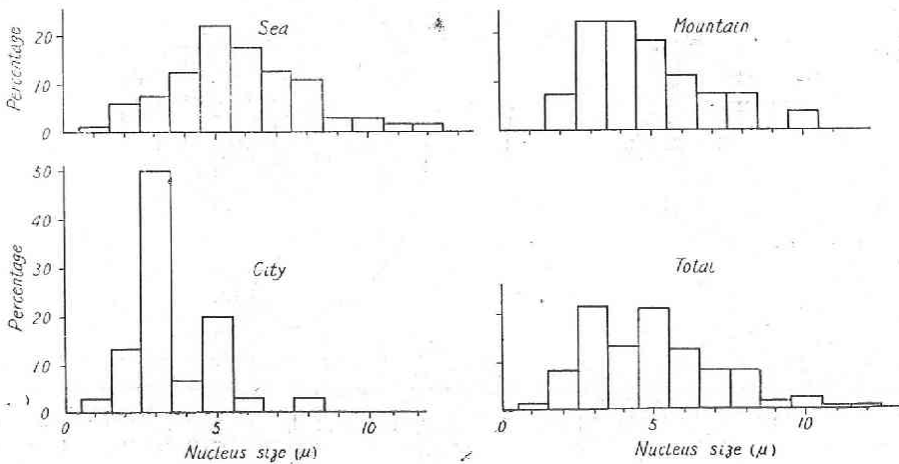 Sea
Percentage
20
10
0
Mountain
City
Percentage
50
40
30
20
10
0
0 5 10
Nucleus size (μ)
Total
0 5 10
Nucleus size (μ)